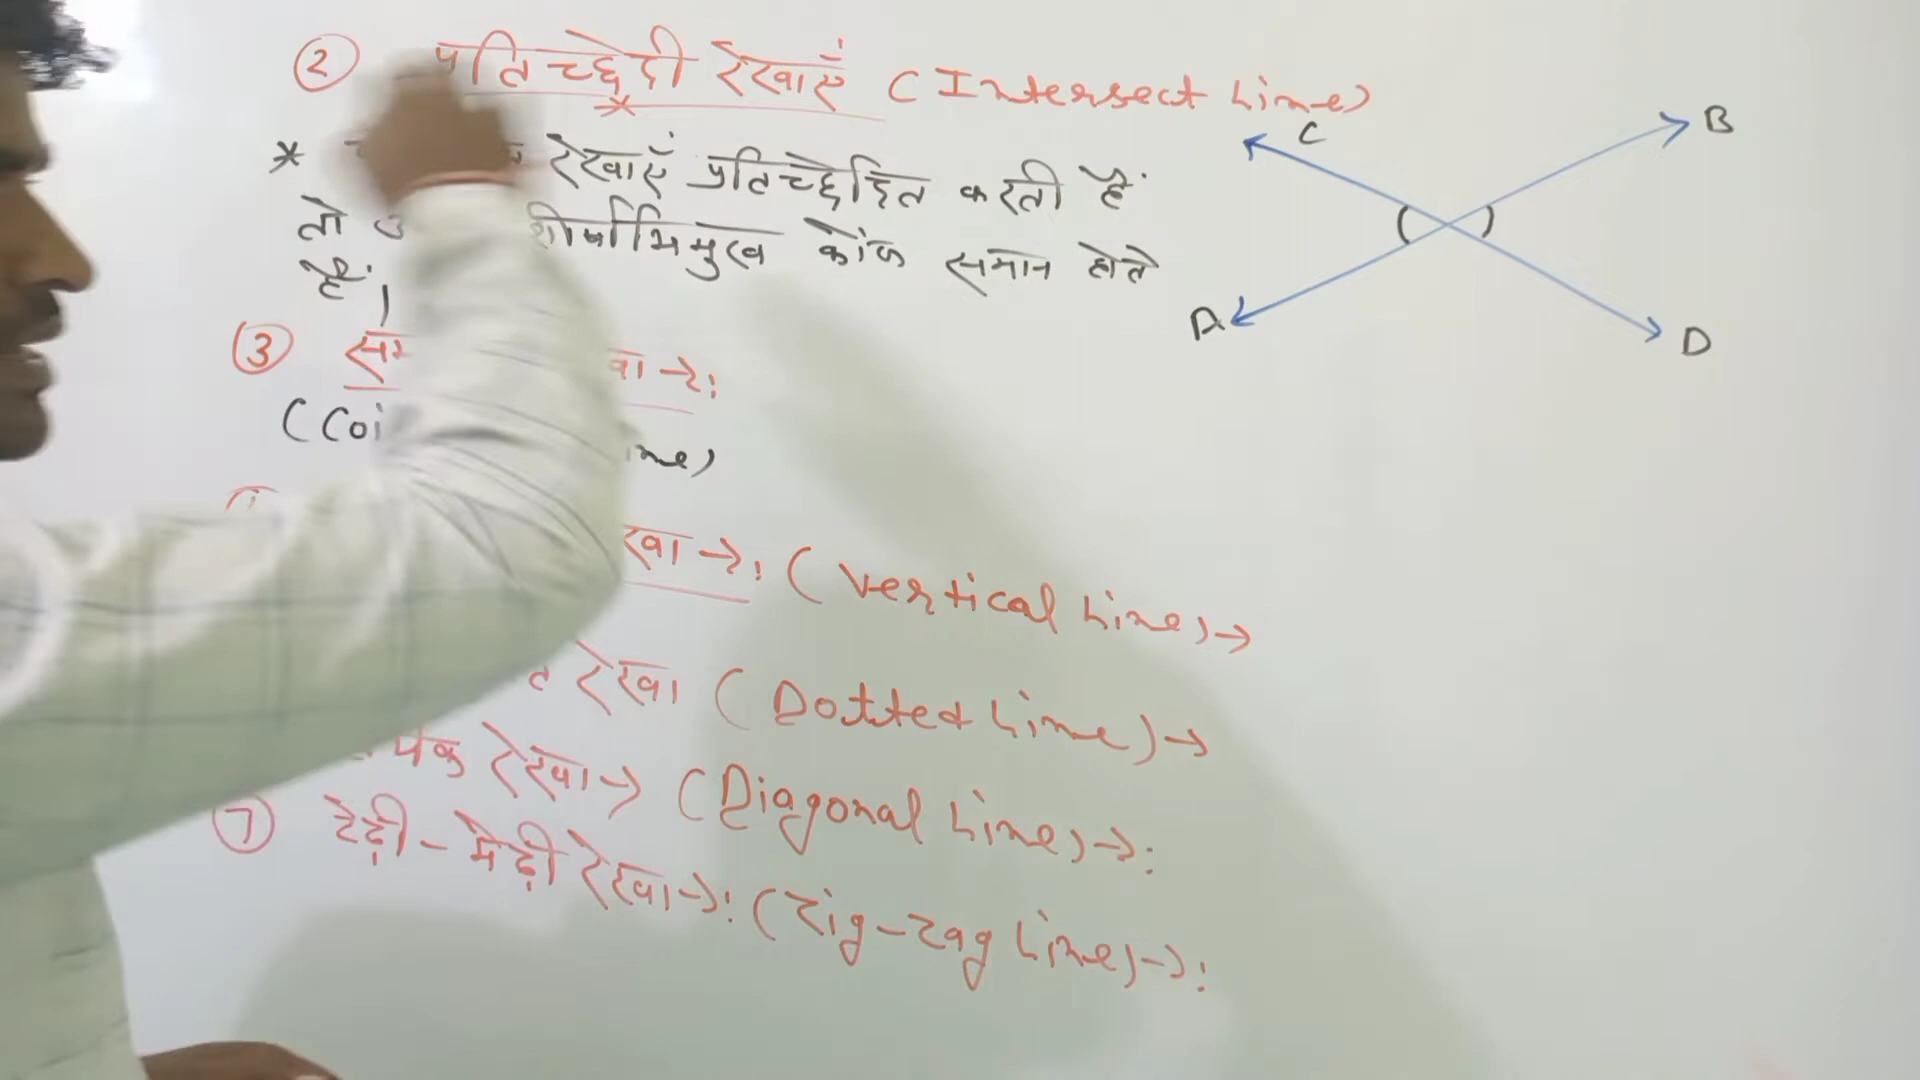 ② प्रतिच्छेदी रेखाएँ (Intersect Line)
* रेखाएँ प्रतिच्छेदित करती हैं
तो शीर्षाभिमुख कोण समान होते
हैं।
③
(Coi
रेखा →: (Vertical Line) →
रेखा (Dotted Line) →
रेखा → (Diagonal Line) →:
⑦ टेढ़ी - मेढ़ी रेखा →: (Zig-Zag Line) →:
C
B
A
D